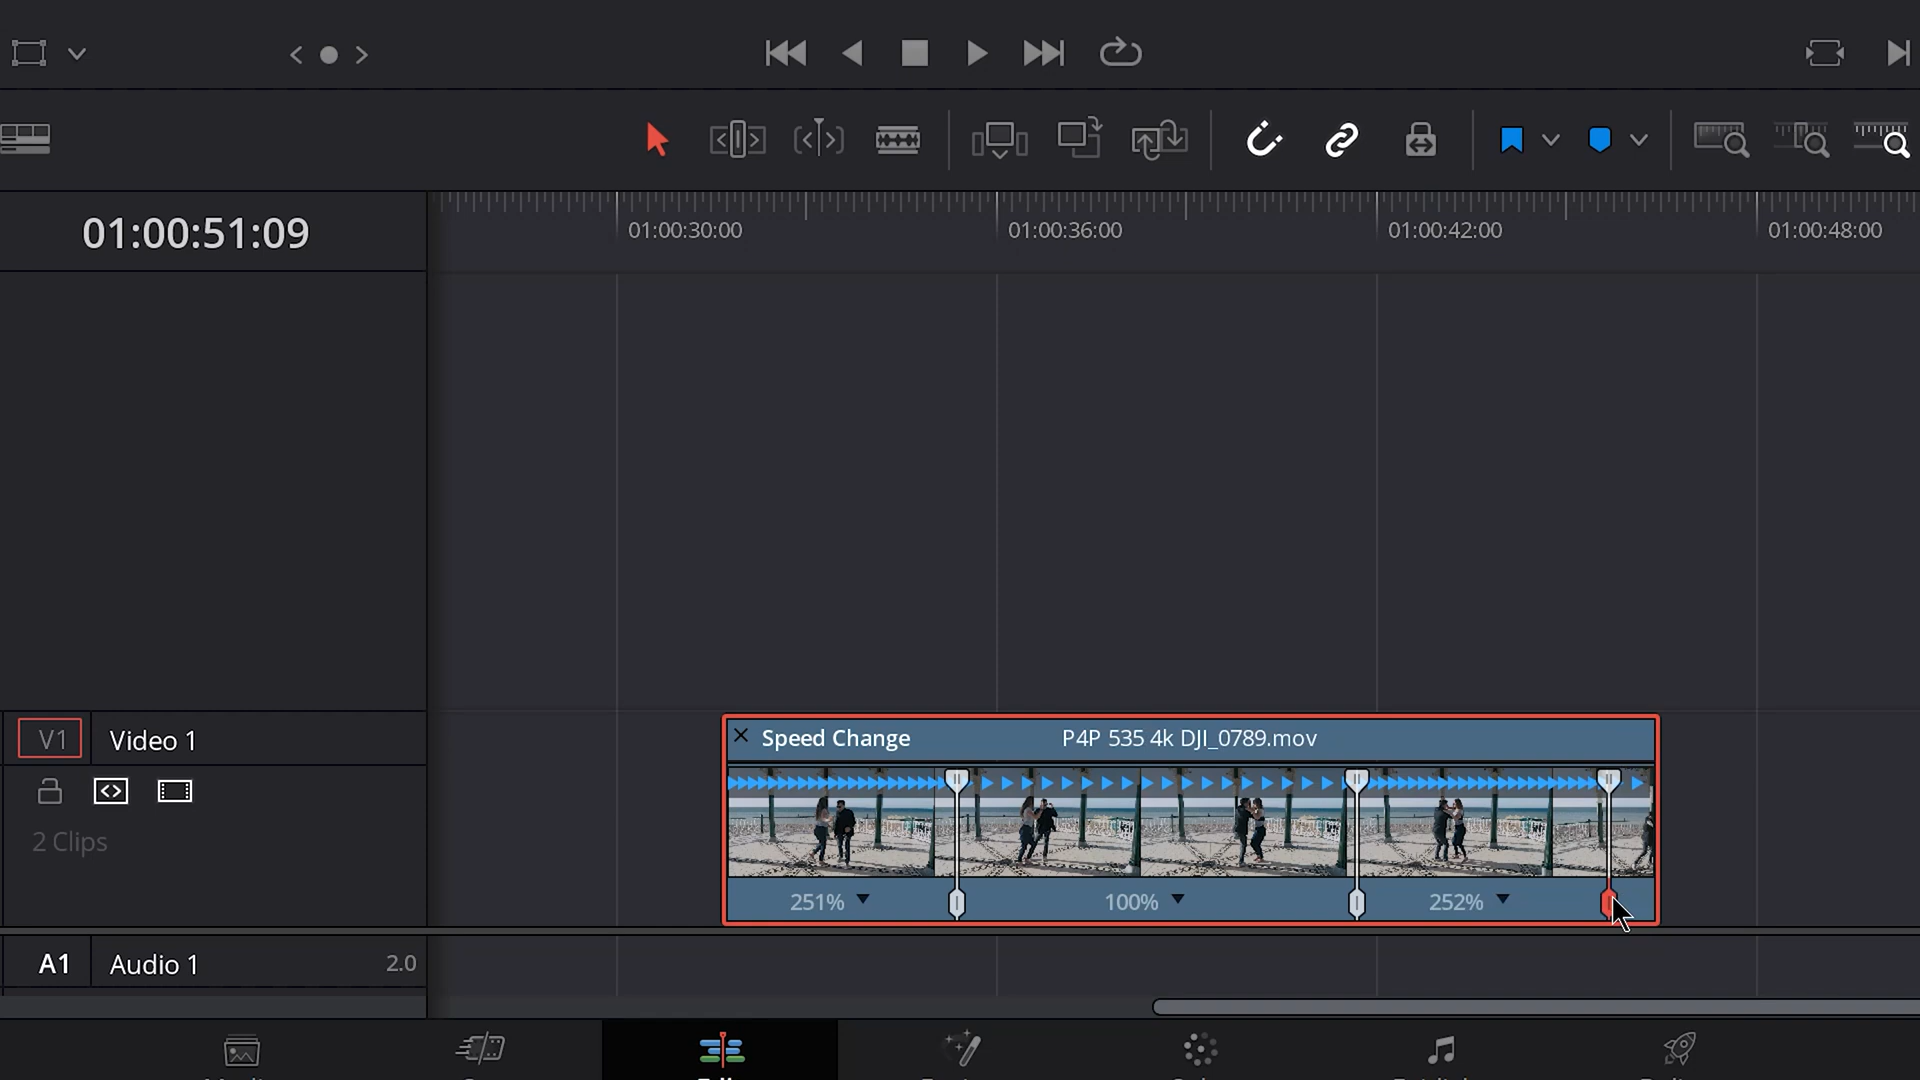 01:00:51:09
01:00:30:00
01:00:36:00
01:00:42:00
01:00:48:00
V1
Video 1
2 Clips
Speed Change
P4P 535 4k DJI_0789.mov
251%
100%
252%
A1
Audio 1
2.0